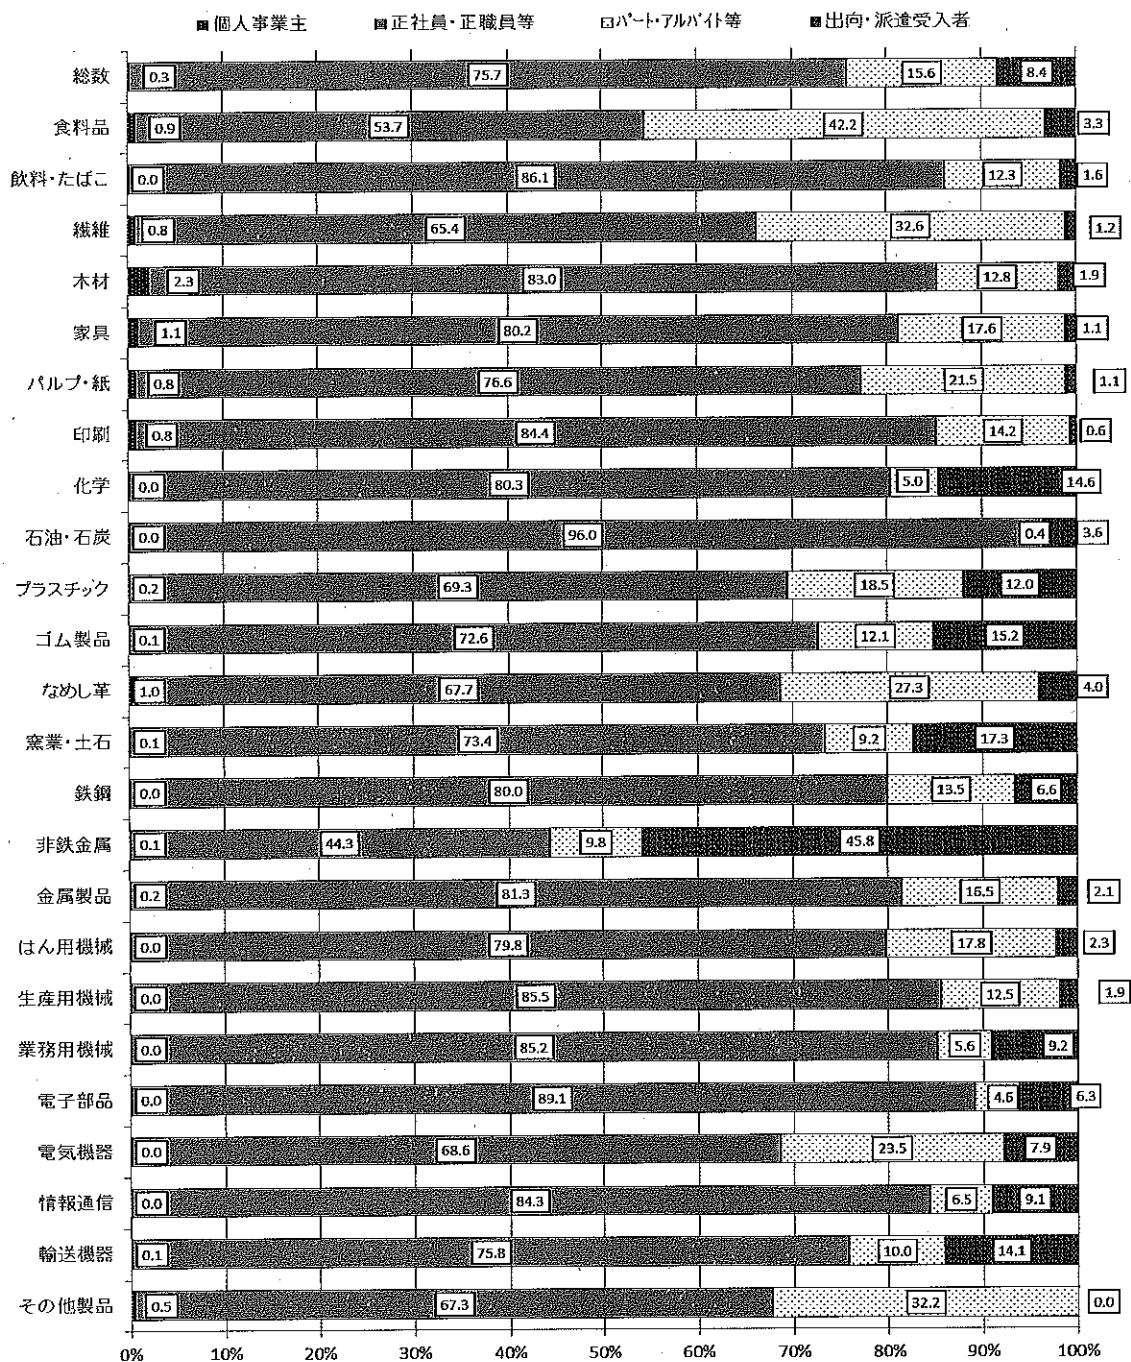 ■個人事業主 ■正社員・正職員等 □パート・アルバイト等 ■出向・派遣受入者
総数 0.3 75.7 15.6 8.4
食料品 0.9 53.7 42.2 3.3
飲料・たばこ 0.0 86.1 12.3 1.6
繊維 0.8 65.4 32.6 1.2
木材 2.3 83.0 12.8 1.9
家具 1.1 80.2 17.6 1.1
パルプ・紙 0.8 76.6 21.5 1.1
印刷 0.8 84.4 14.2 0.6
化学 0.0 80.3 5.0 14.6
石油・石炭 0.0 96.0 0.4 3.6
プラスチック 0.2 69.3 18.5 12.0
ゴム製品 0.1 72.6 12.1 15.2
なめし革 1.0 67.7 27.3 4.0
窯業・土石 0.1 73.4 9.2 17.3
鉄鋼 0.0 80.0 13.5 6.6
非鉄金属 0.1 44.3 9.8 45.8
金属製品 0.2 81.3 16.5 2.1
はん用機械 0.0 79.8 17.8 2.3
生産用機械 0.0 85.5 12.5 1.9
業務用機械 0.0 85.2 5.6 9.2
電子部品 0.0 89.1 4.6 6.3
電気機器 0.0 68.6 23.5 7.9
情報通信 0.0 84.3 6.5 9.1
輸送機器 0.1 75.8 10.0 14.1
その他製品 0.5 67.3 32.2 0.0
0% 10% 20% 30% 40% 50% 60% 70% 80% 90% 100%